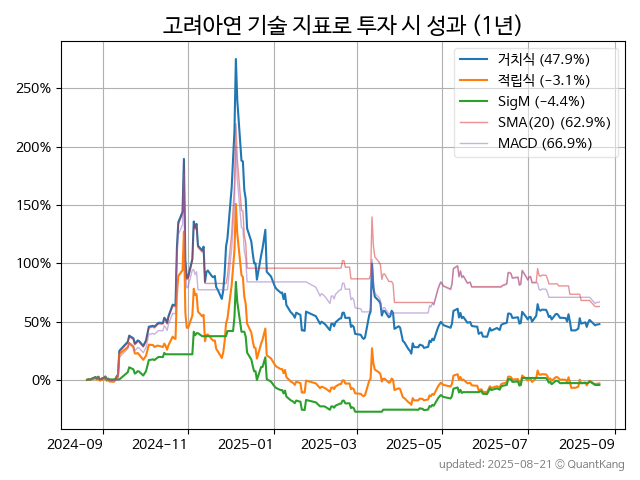 고려아연 기술 지표로 투자 시 성과 (1년)
거치식 (47.9%)
적립식 (-3.1%)
SigM (-4.4%)
SMA(20) (62.9%)
MACD (66.9%)
250%
200%
150%
100%
50%
0%
2024-09 2024-11 2025-01 2025-03 2025-05 2025-07 2025-09
updated: 2025-08-21 © QuantKang